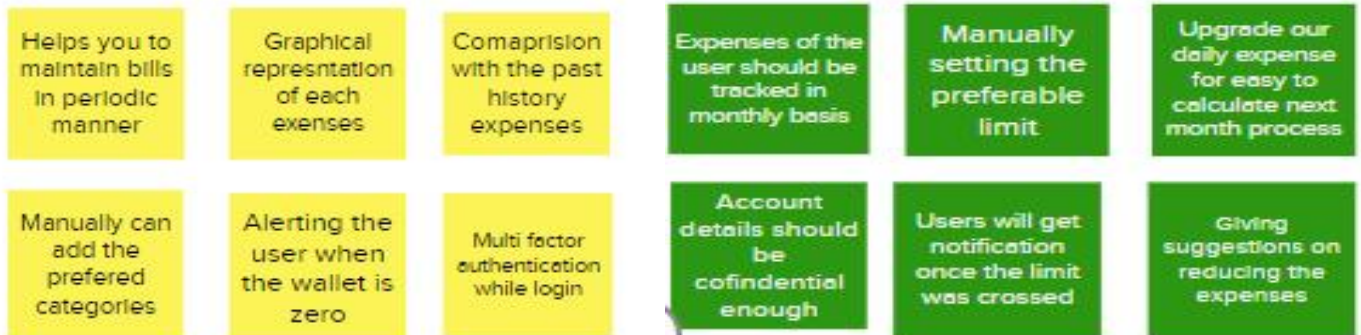 Helps you to
maintain bills
in periodic
manner
Graphical
represntation
of each
exenses
Comaprision
with the past
history
expenses
Expenses of the
user should be
tracked in
monthly basis
Manually
setting the
preferable
limit
Upgrade our
daily expense
for easy to
calculate next
month process
Manually can
add the
prefered
categories
Alerting the
user when
the wallet is
zero
Multi factor
authentication
while login
Account
details should
be
cofindential
enough
Users will get
notification
once the limit
was crossed
Giving
suggestions on
reducing the
expenses